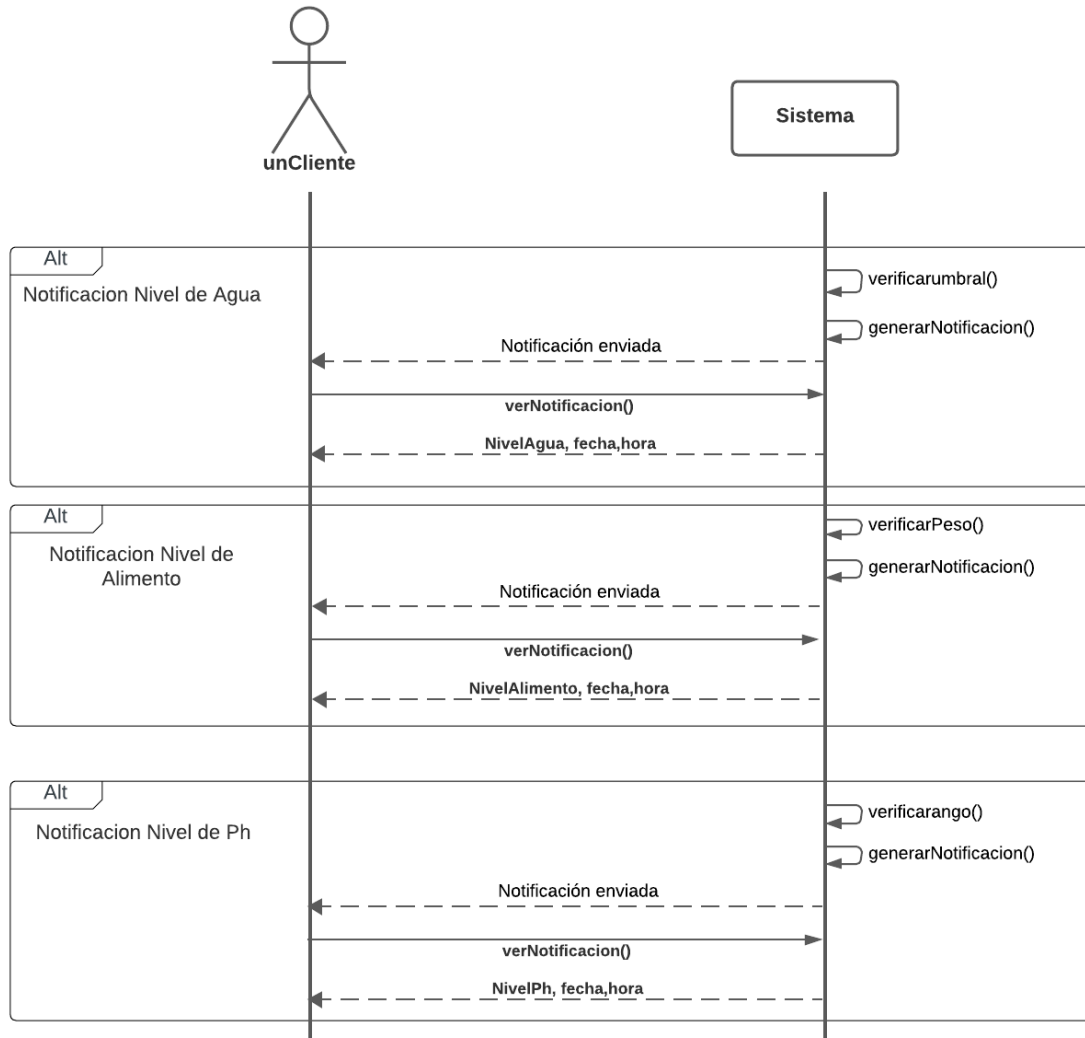 unCliente
Sistema
Alt
Notificacion Nivel de Agua
verificarumbral()
generarNotificacion()
Notificación enviada
verNotificacion()
NivelAgua, fecha,hora
Alt
Notificacion Nivel de
Alimento
verificarPeso()
generarNotificacion()
Notificación enviada
verNotificacion()
NivelAlimento, fecha,hora
Alt
Notificacion Nivel de Ph
verificarango()
generarNotificacion()
Notificación enviada
verNotificacion()
NivelPh, fecha,hora